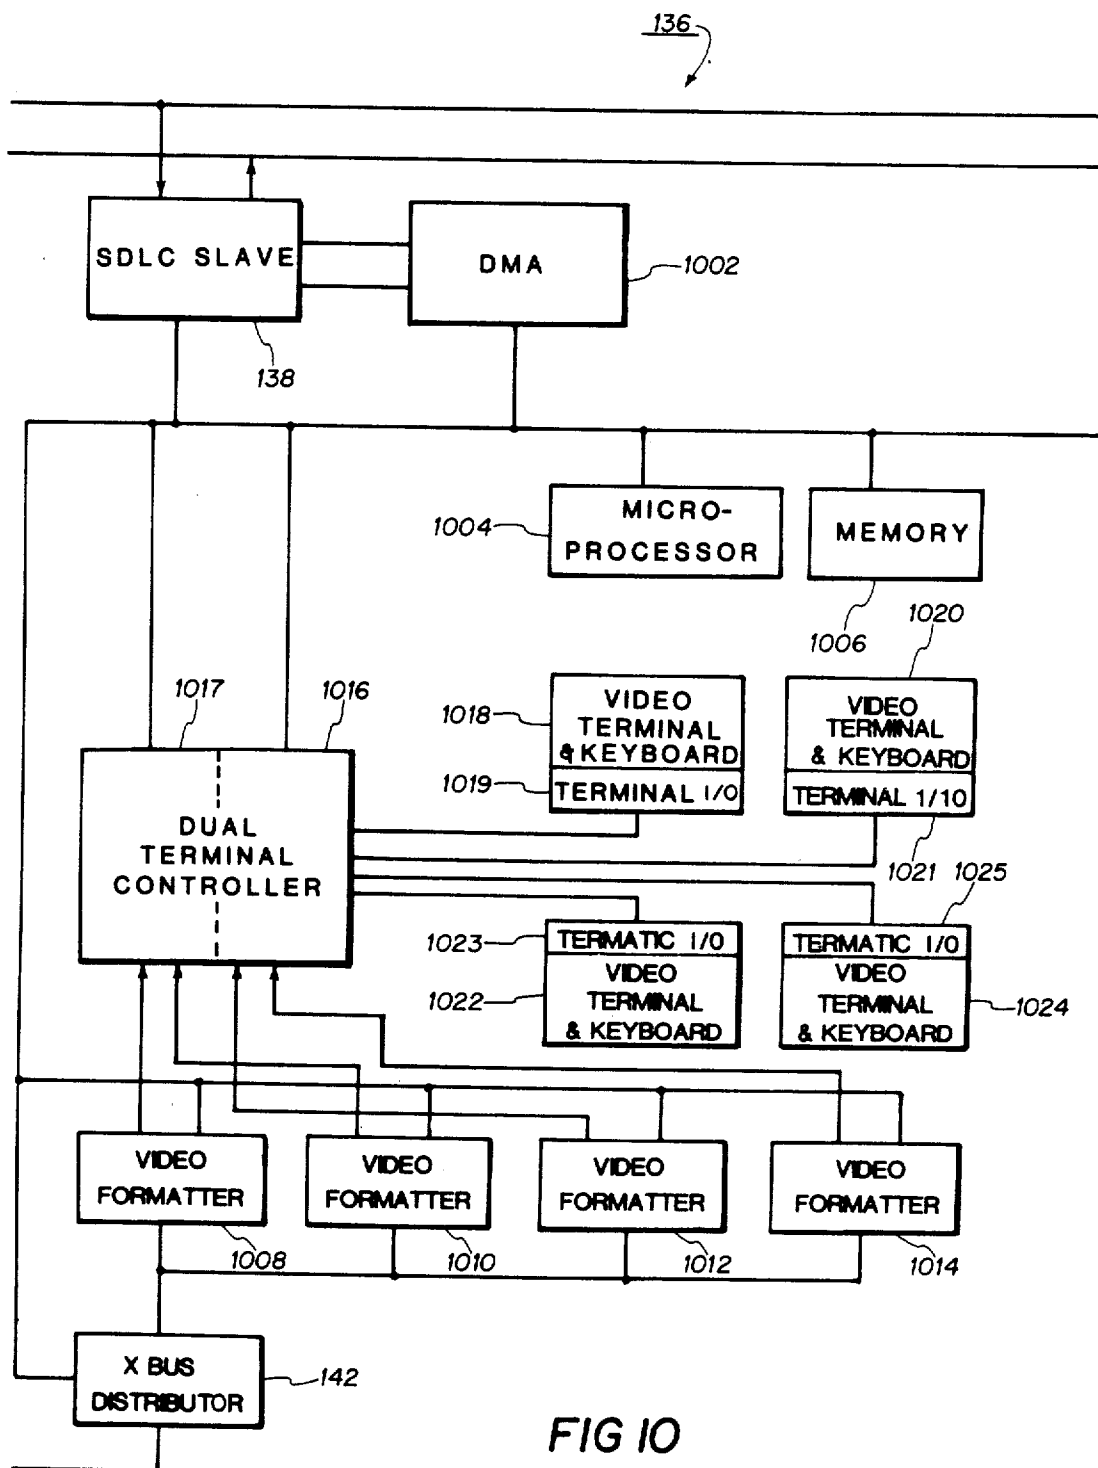 136
SDLC SLAVE
DMA
1002
138
MICRO-
PROCESSOR
1004
MEMORY
1006
1020
1017
1016
1018
VIDEO
TERMINAL
& KEYBOARD
1019
TERMINAL I/O
VIDEO
TERMINAL
& KEYBOARD
TERMINAL 1/10
1021
DUAL
TERMINAL
CONTROLLER
1025
1023
TERMATIC I/O
1022
VIDEO
TERMINAL
& KEYBOARD
TERMATIC I/O
VIDEO
TERMINAL
& KEYBOARD
1024
VIDEO
FORMATTER
1008
VIDEO
FORMATTER
1010
VIDEO
FORMATTER
1012
VIDEO
FORMATTER
1014
X BUS
DISTRIBUTOR
142
FIG 10